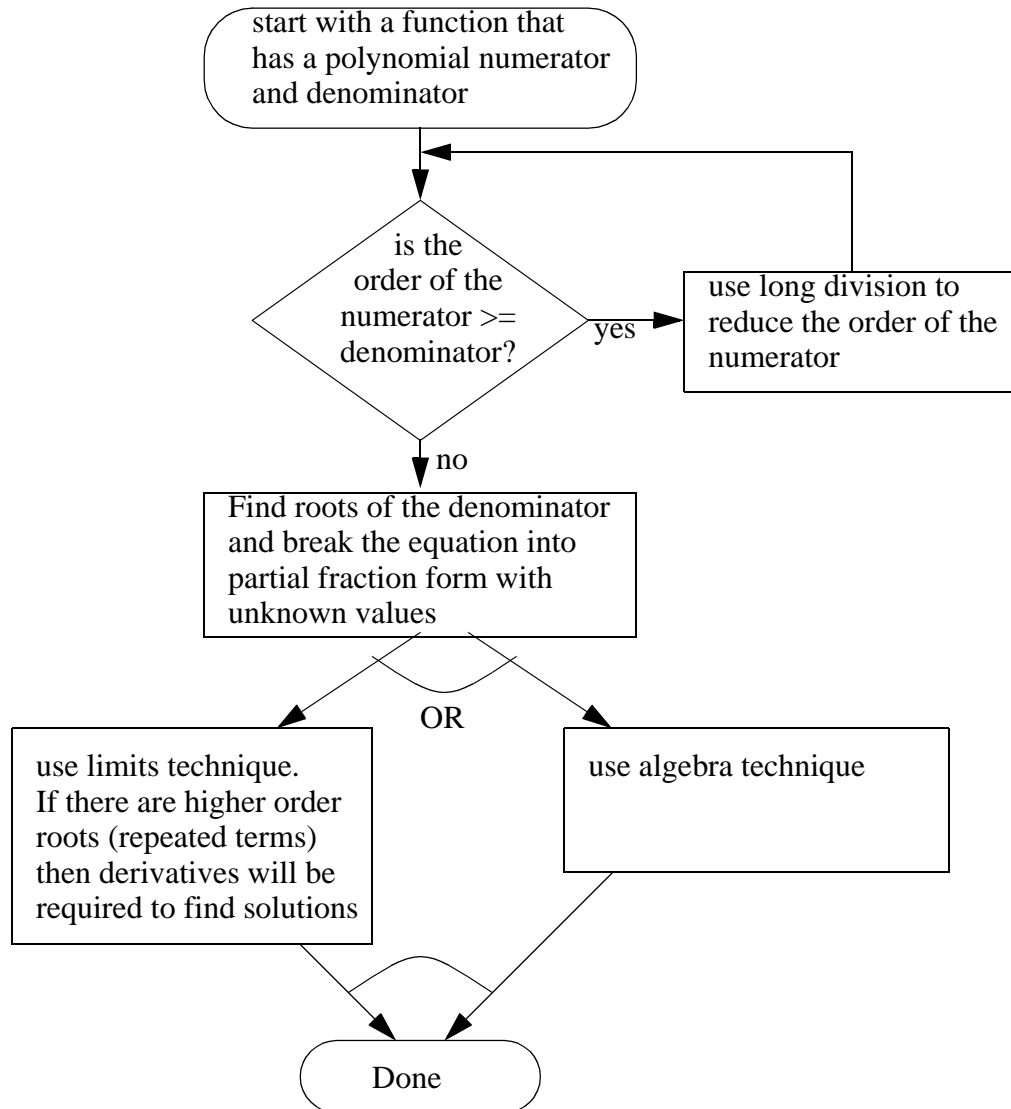 start with a function that
has a polynomial numerator
and denominator
is the
order of the
numerator >=
denominator?
yes
use long division to
reduce the order of the
numerator
no
Find roots of the denominator
and break the equation into
partial fraction form with
unknown values
OR
use limits technique.
If there are higher order
roots (repeated terms)
then derivatives will be
required to find solutions
use algebra technique
Done